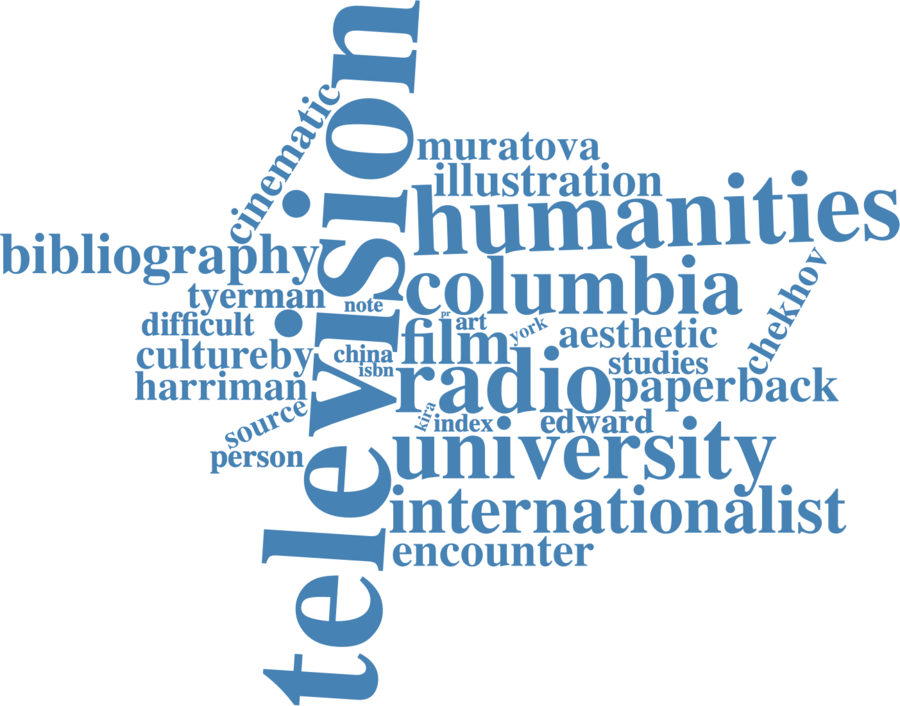 television
cinematic
muratova
illustration
humanities
bibliography
columbia
tyerman
note
chekhov
difficult
pr
art
york
aesthetic
film
cultureby
china
isbn
studies
radio
harriman
paperback
source
kira
index
edward
person
university
internationalist
encounter